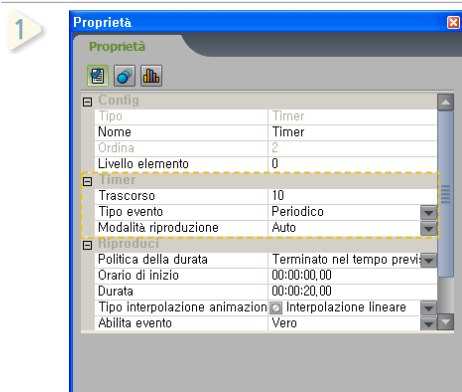 1
Proprietà
Proprietà
Config
Tipo Timer
Nome Timer
Ordina 2
Livello elemento 0
Timer
Trascorso 10
Tipo evento Periodico
Modalità riproduzione Auto
Riproduci
Politica della durata Terminato nel tempo previs
Orario di inizio 00:00:00,00
Durata 00:00:20,00
Tipo interpolazione animazion Interpolazione lineare
Abilita evento Vero